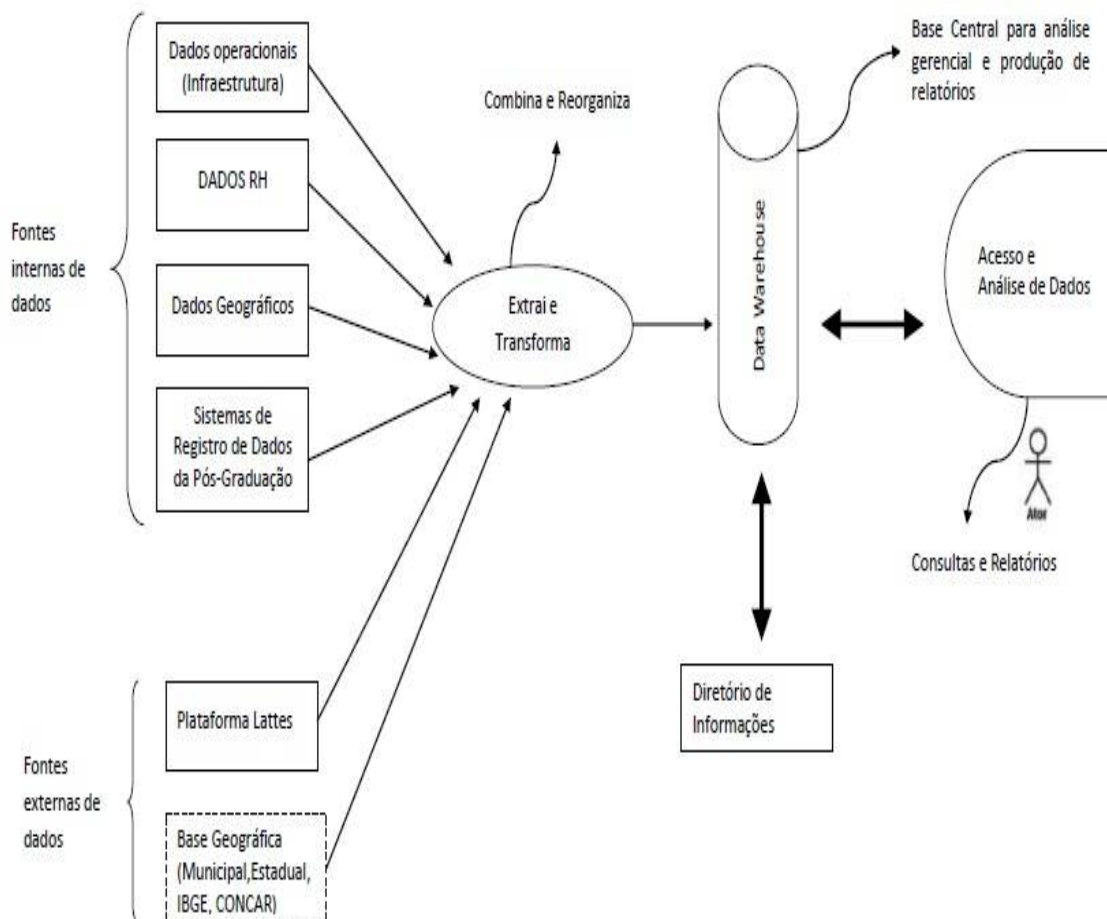 Dados operacionais
(Infraestrutura)
DADOS RH
Fontes
internas de
dados
Dados Geográficos
Sistemas de
Registro de Dados
da Pós-Graduação
Combina e Reorganiza
Extrai e
Transforma
Data Warehouse
Base Central para análise
gerencial e produção de
relatórios
Acesso e
Análise de Dados
Ator
Consultas e Relatórios
Diretório de
Informações
Fontes
externas de
dados
Plataforma Lattes
Base Geográfica
(Municipal,Estadual,
IBGE, CONCAR)